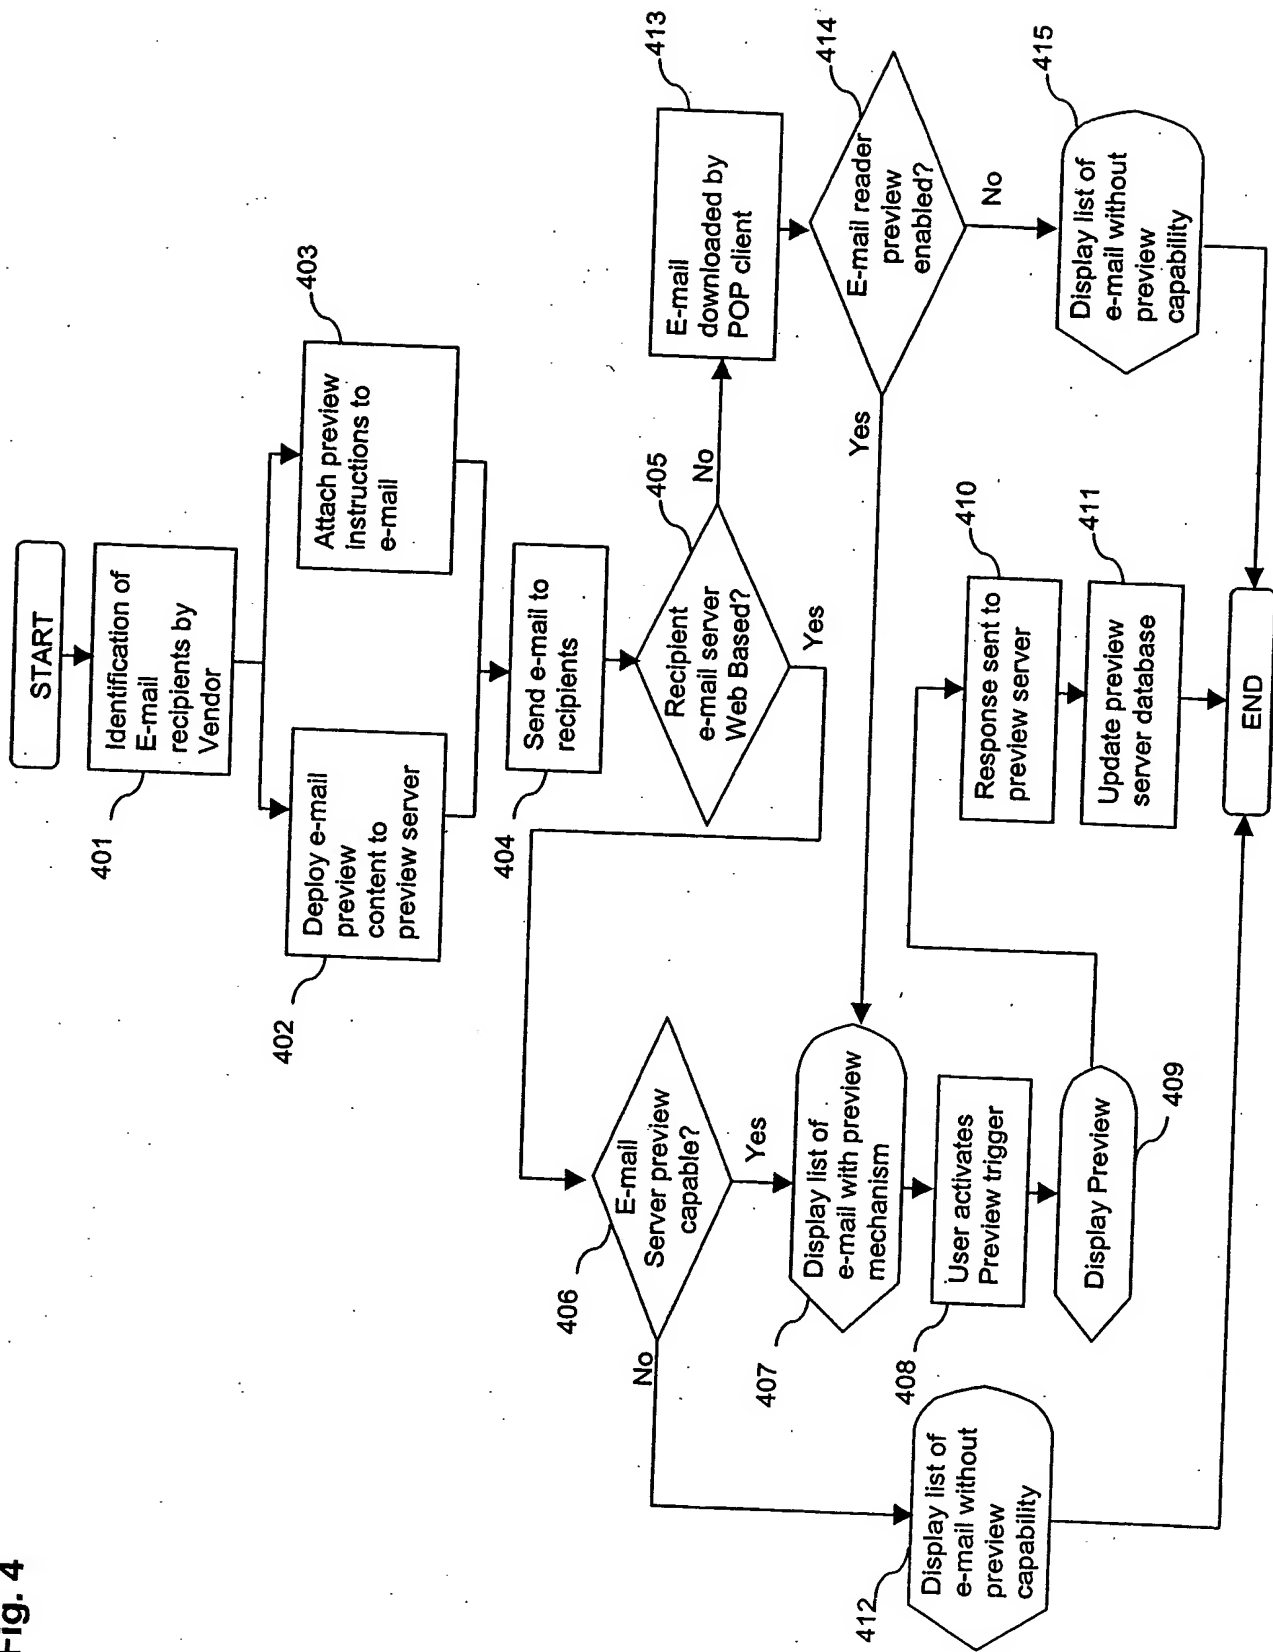 Fig. 4
START
Identification of
E-mail
recipients by
Vendor
401
Deploy e-mail
preview
content to
preview server
402
Attach preview
instructions to
e-mail
403
Send e-mail to
recipients
404
Recipient
e-mail server
Web Based?
405
No
Yes
E-mail
downloaded by
POP client
413
E-mail reader
preview
enabled?
414
Yes
No
Display list of
e-mail without
preview
capability
415
E-mail
Server preview
capable?
406
No
Yes
Display list of
e-mail with preview
mechanism
407
User activates
Preview trigger
408
Display Preview
409
Response sent to
preview server
410
Update preview
server database
411
Display list of
e-mail without
preview
capability
412
END